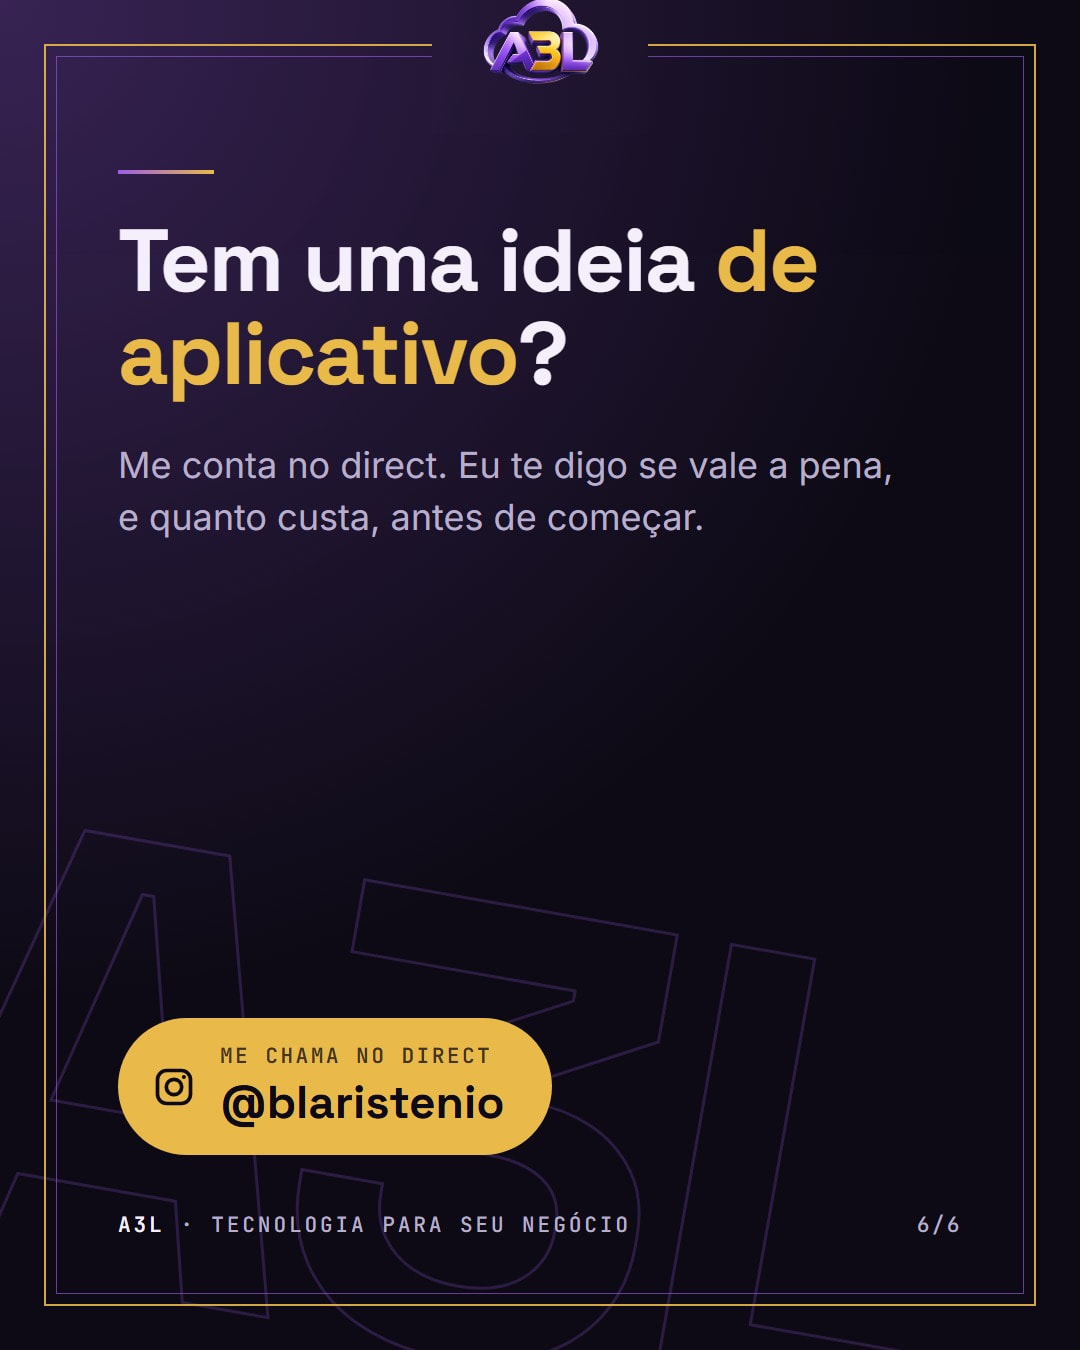 A3L
Tem uma ideia de
aplicativo?
Me conta no direct. Eu te digo se vale a pena,
e quanto custa, antes de começar.
ME CHAMA NO DIRECT
@blaristenio
A3L · TECNOLOGIA PARA SEU NEGÓCIO
6/6
A3L